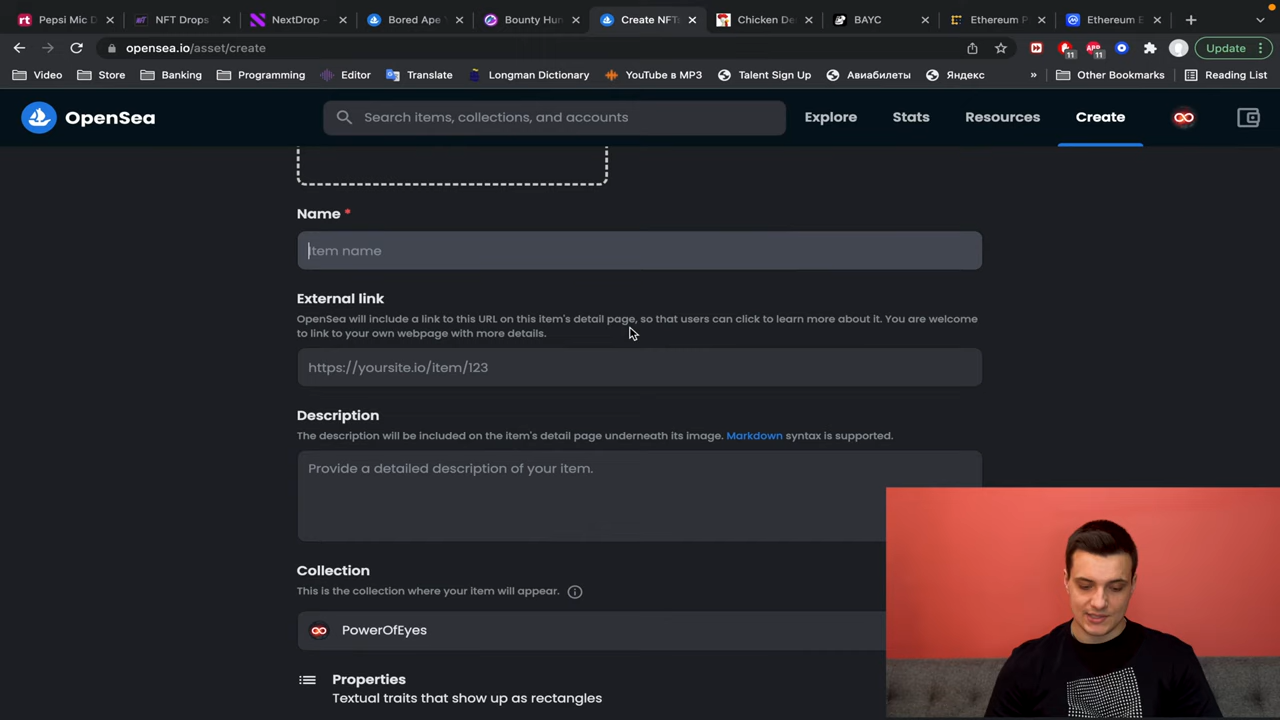 Pepsi Mic D
NFT Drops
NextDrop -
Bored Ape
Bounty Hun
Create NFTs
Chicken De
BAYC
Ethereum P
Ethereum E
opensea.io/asset/create
11
11
Update
Video
Store
Banking
Programming
Editor
Translate
Longman Dictionary
YouTube в MP3
Talent Sign Up
Авиабилеты
Яндекс
»
Other Bookmarks
Reading List
OpenSea
Search items, collections, and accounts
Explore
Stats
Resources
Create
Name *
Item name
External link
OpenSea will include a link to this URL on this item's detail page, so that users can click to learn more about it. You are welcome
to link to your own webpage with more details.
https://yoursite.io/item/123
Description
The description will be included on the item's detail page underneath its image. Markdown syntax is supported.
Provide a detailed description of your item.
Collection
This is the collection where your item will appear.
PowerOfEyes
Properties
Textual traits that show up as rectangles